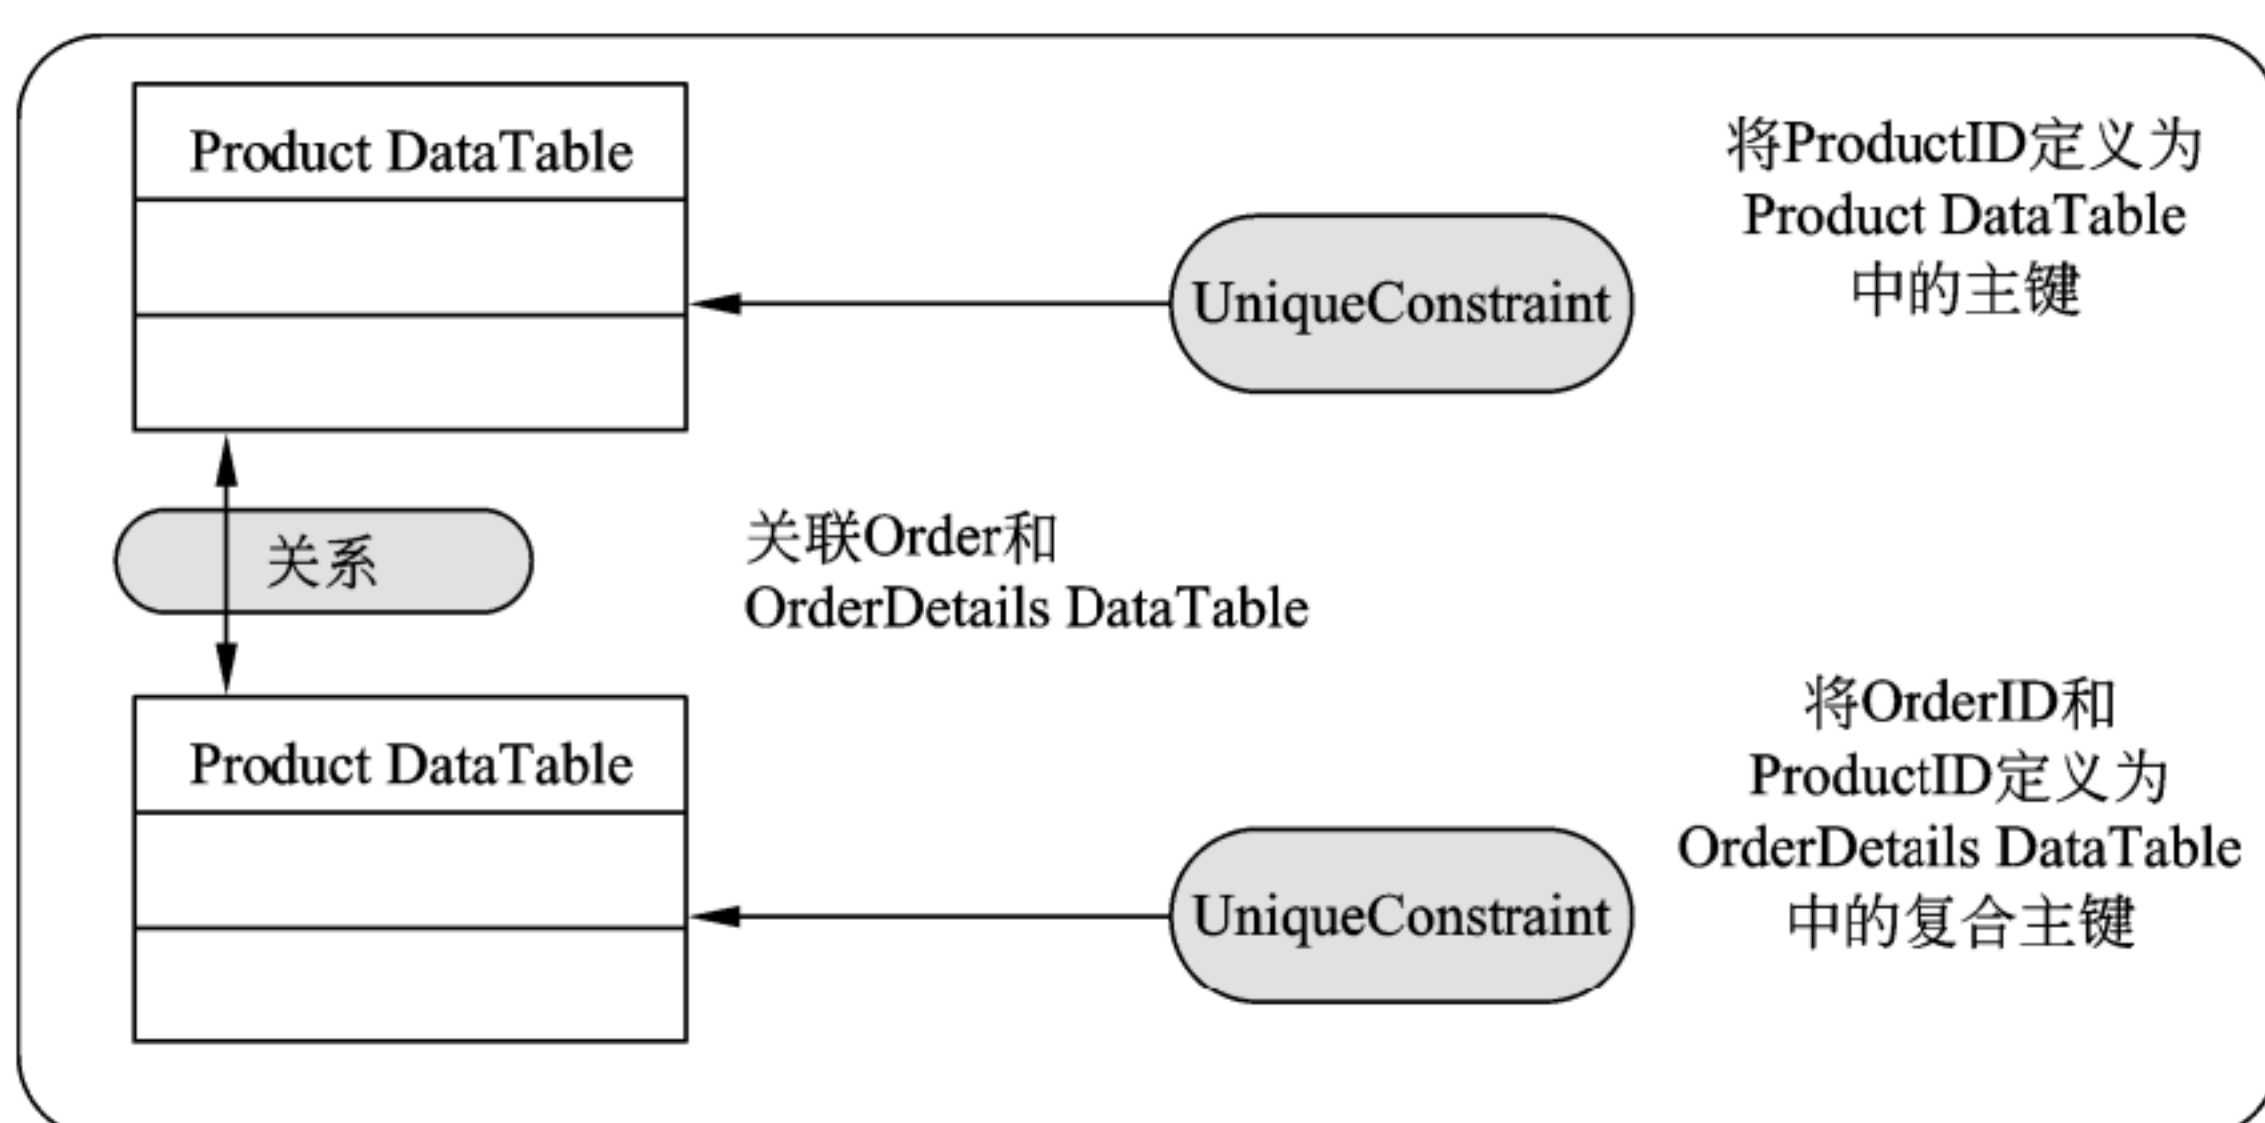 Product DataTable
将ProductID定义为
Product DataTable
中的主键
UniqueConstraint
关系
关联Order和
OrderDetails DataTable
Product DataTable
将OrderID和
ProductID定义为
OrderDetails DataTable
中的复合主键
UniqueConstraint